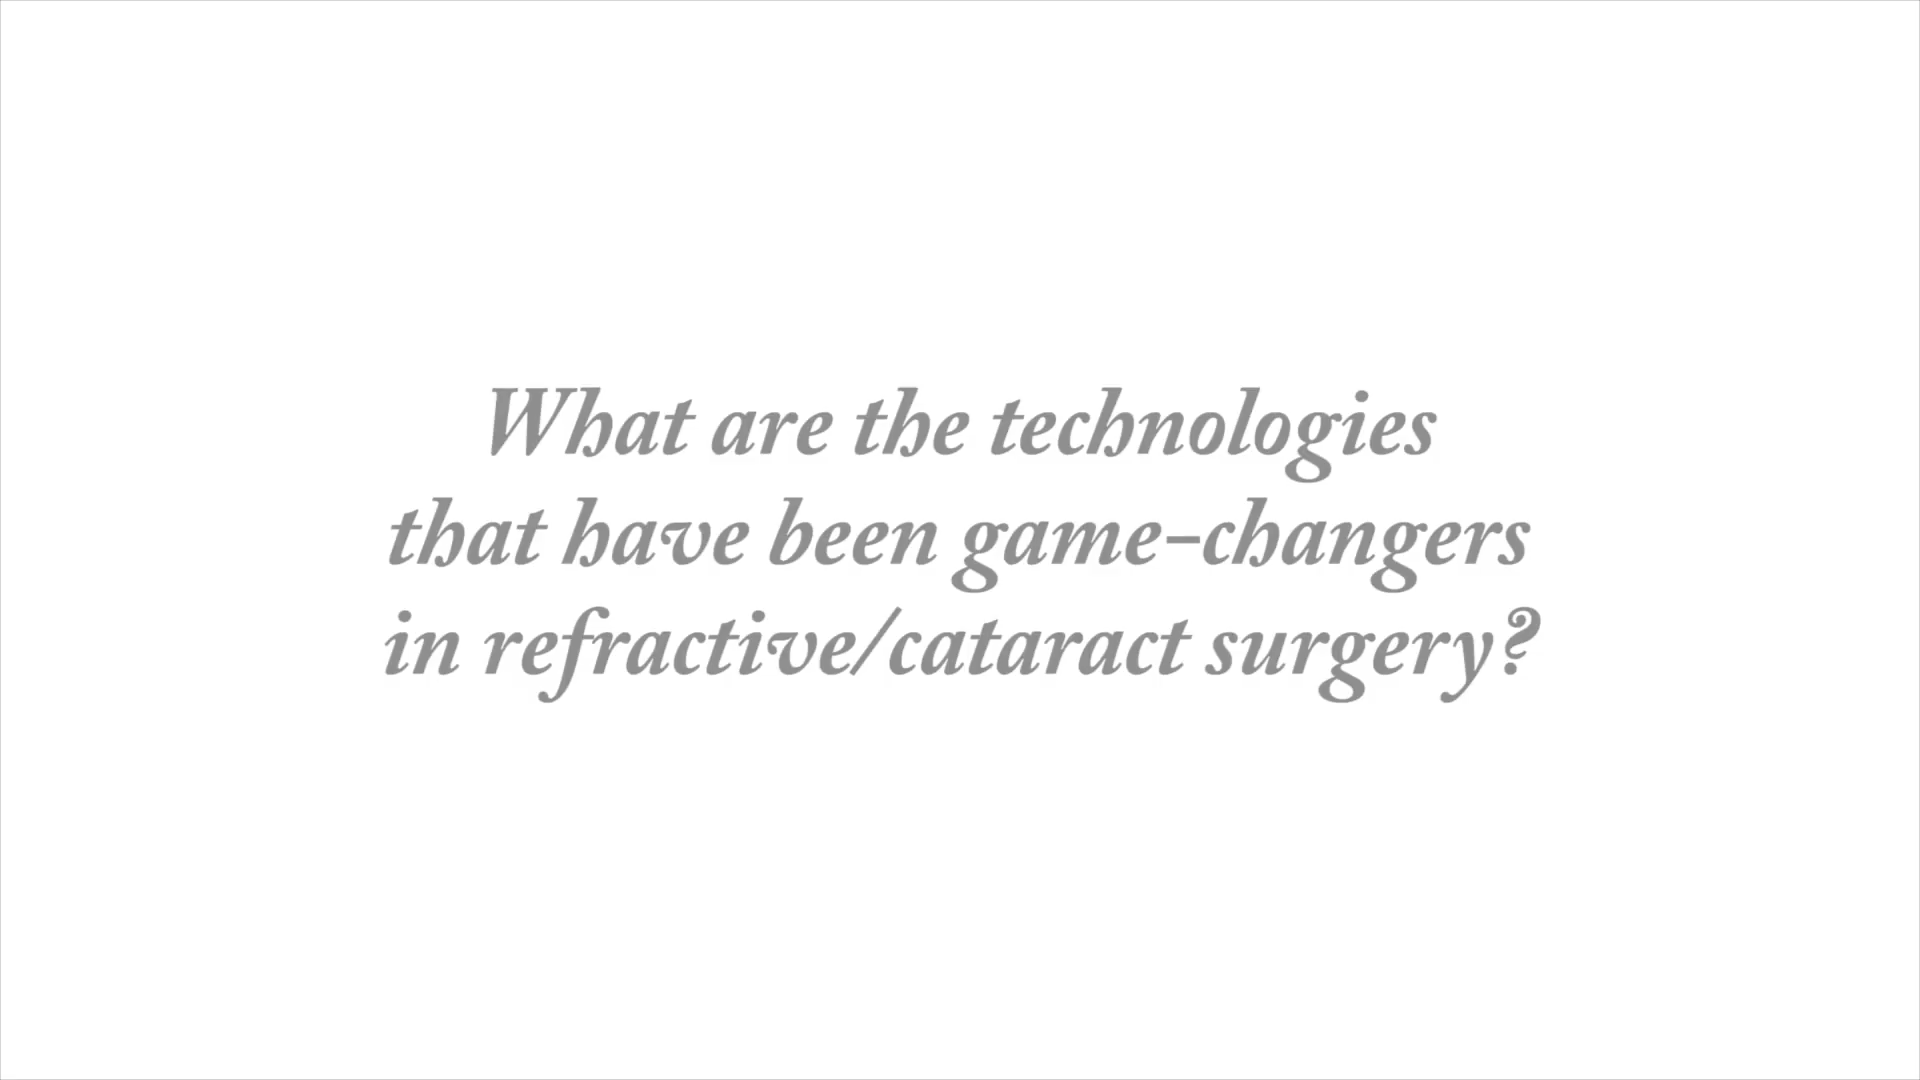 What are the technologies
that have been game-changers
in refractive/cataract surgery?